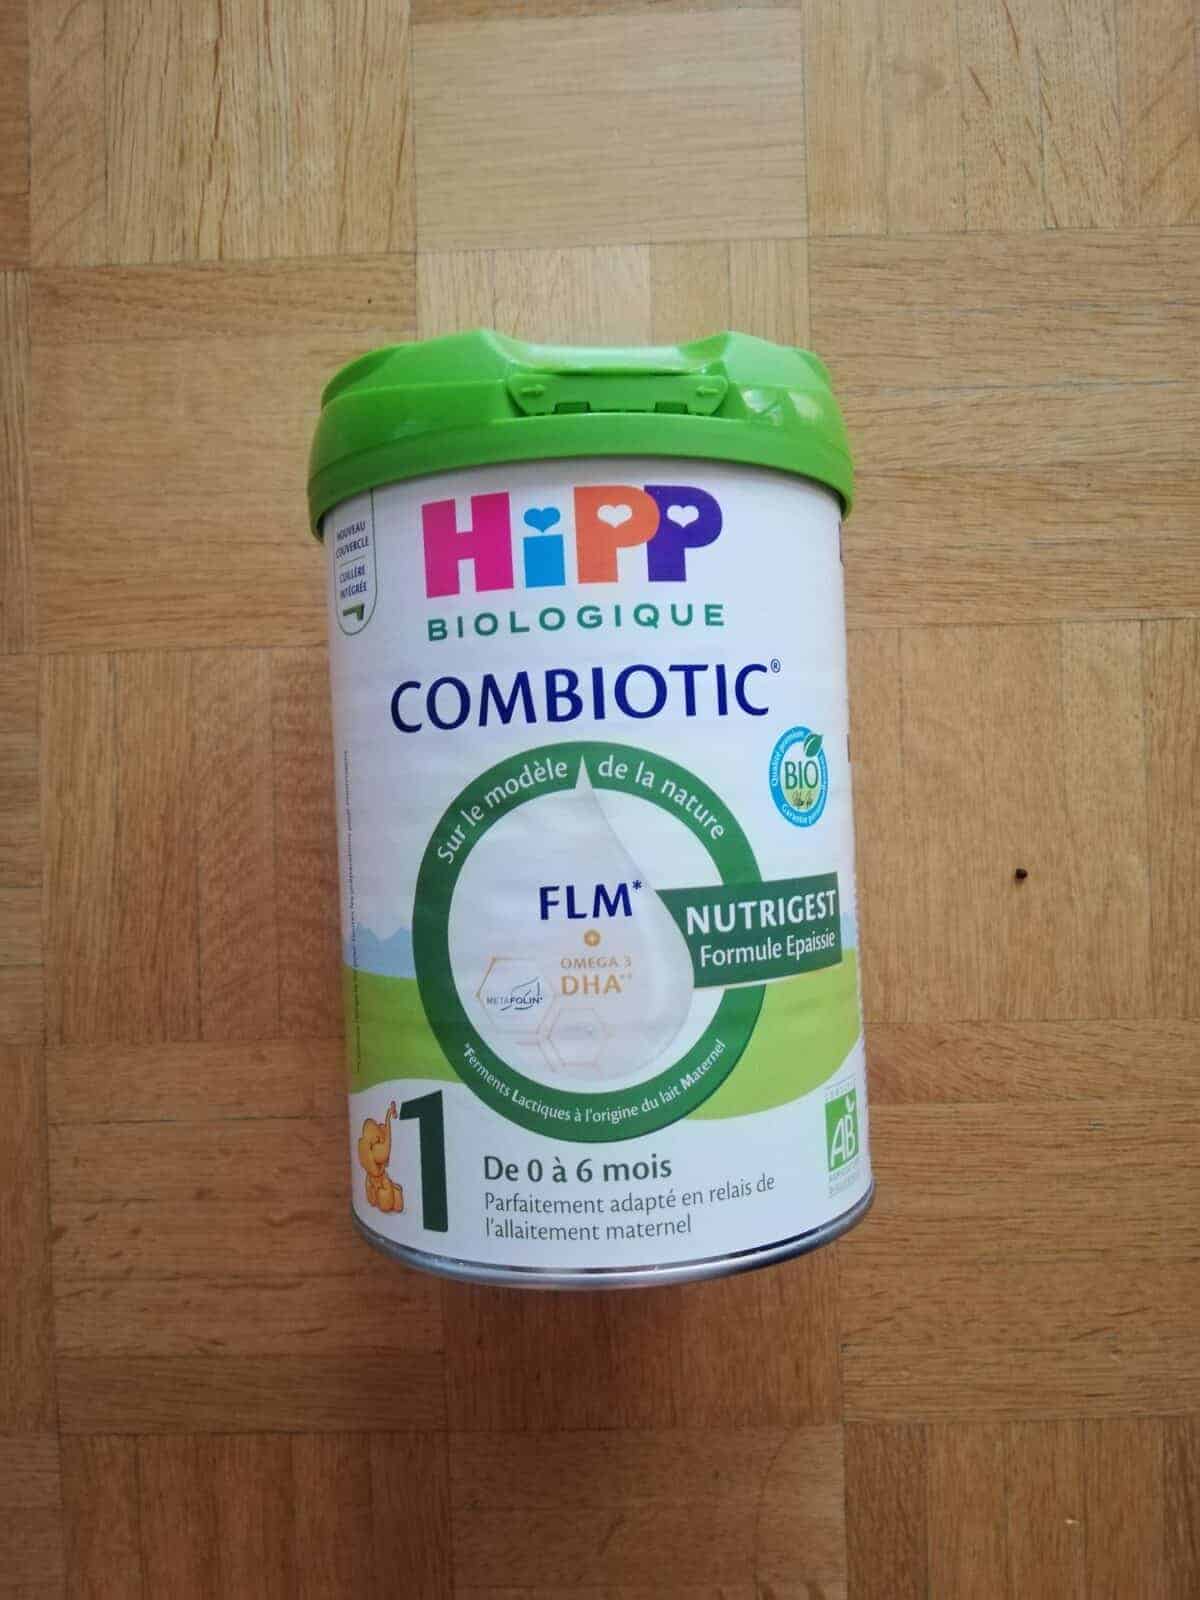 NOUVEAU
COUVERCLE
CUILLÈRE
INTÉGRÉE
HiPP
BIOLOGIQUE
COMBIOTIC®
Sur le modèle de la nature
Qualité premium
BIO
FLM*
+
OMEGA 3
DHA**
METAFOLIN®
NUTRIGEST
Formule Epaissie
*Ferments Lactiques à l'origine du lait Maternel
1
De 0 à 6 mois
Parfaitement adapté en relais de
l'allaitement maternel
AB